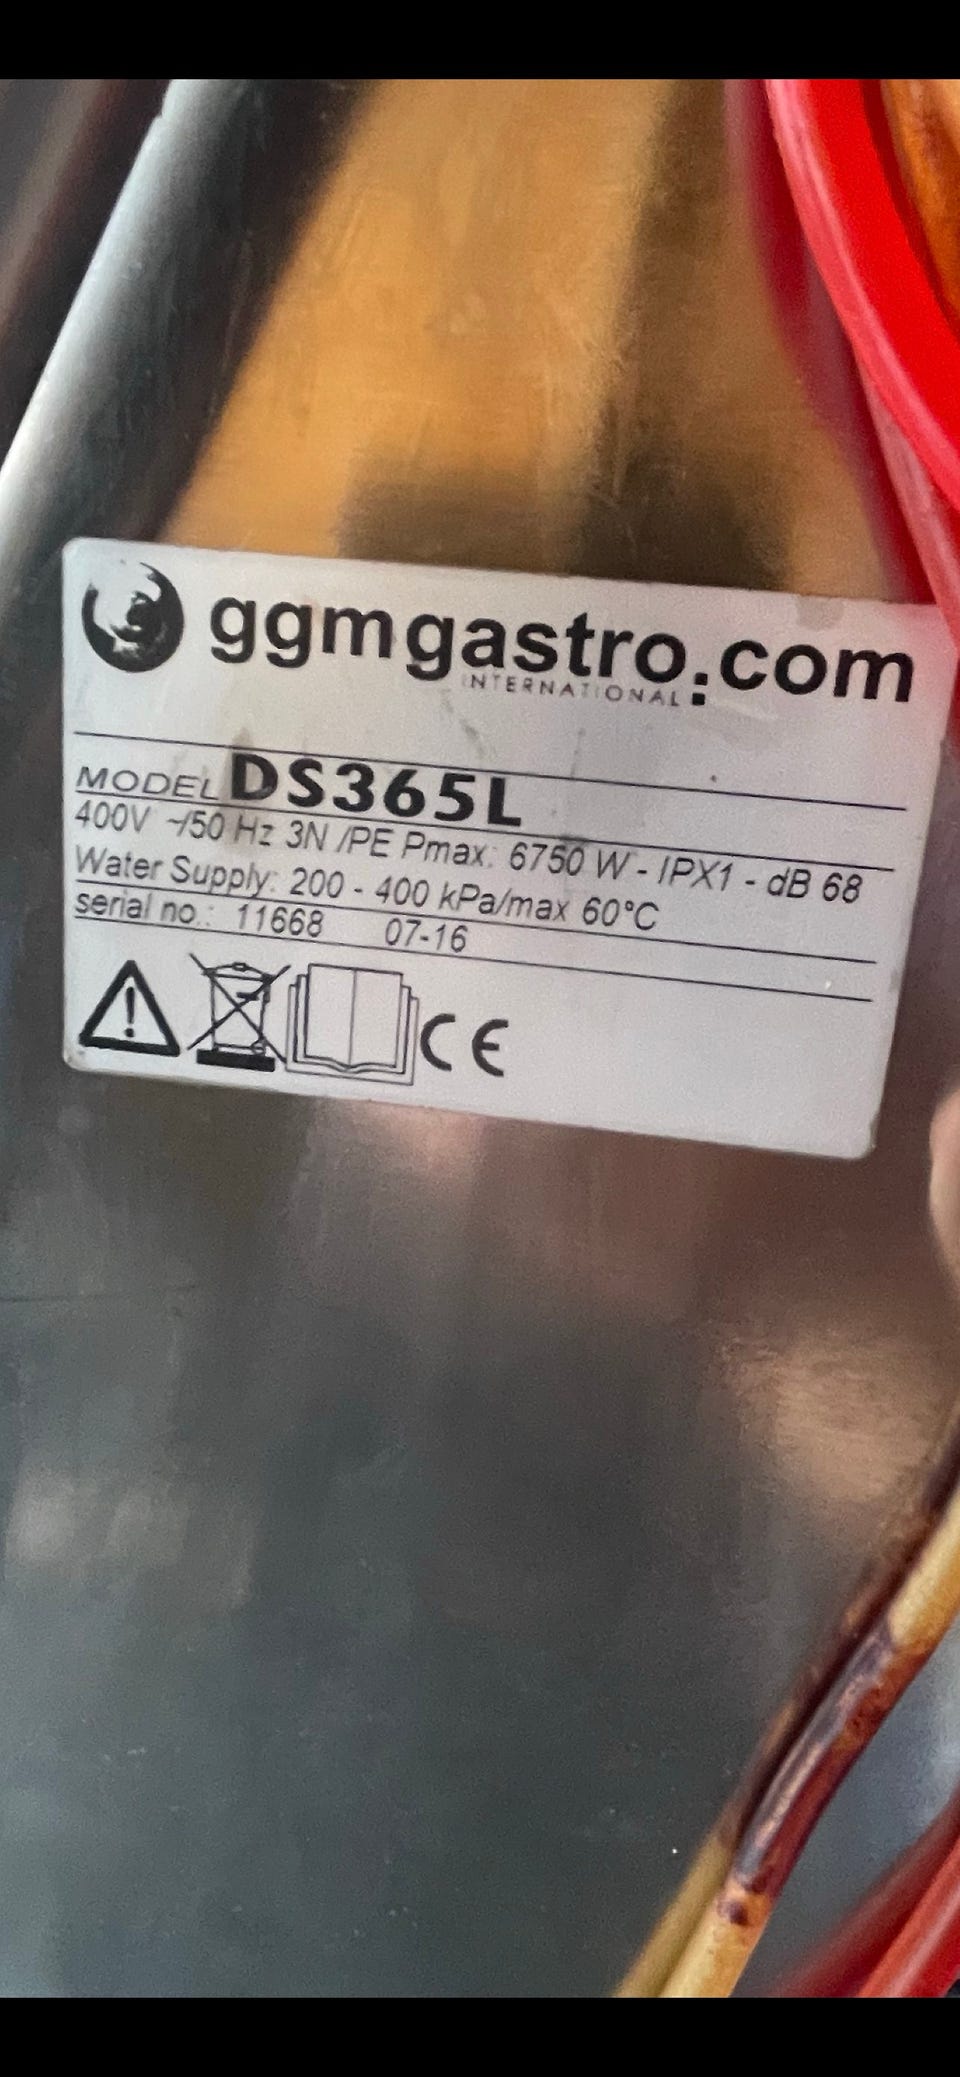 ggmgastro.com
INTERNATIONAL
MODEL DS365L
400V ~/50 Hz 3N /PE Pmax: 6750 W - IPX1 - dB 68
Water Supply: 200 - 400 kPa/max 60°C
serial no.: 11668 07-16
CE